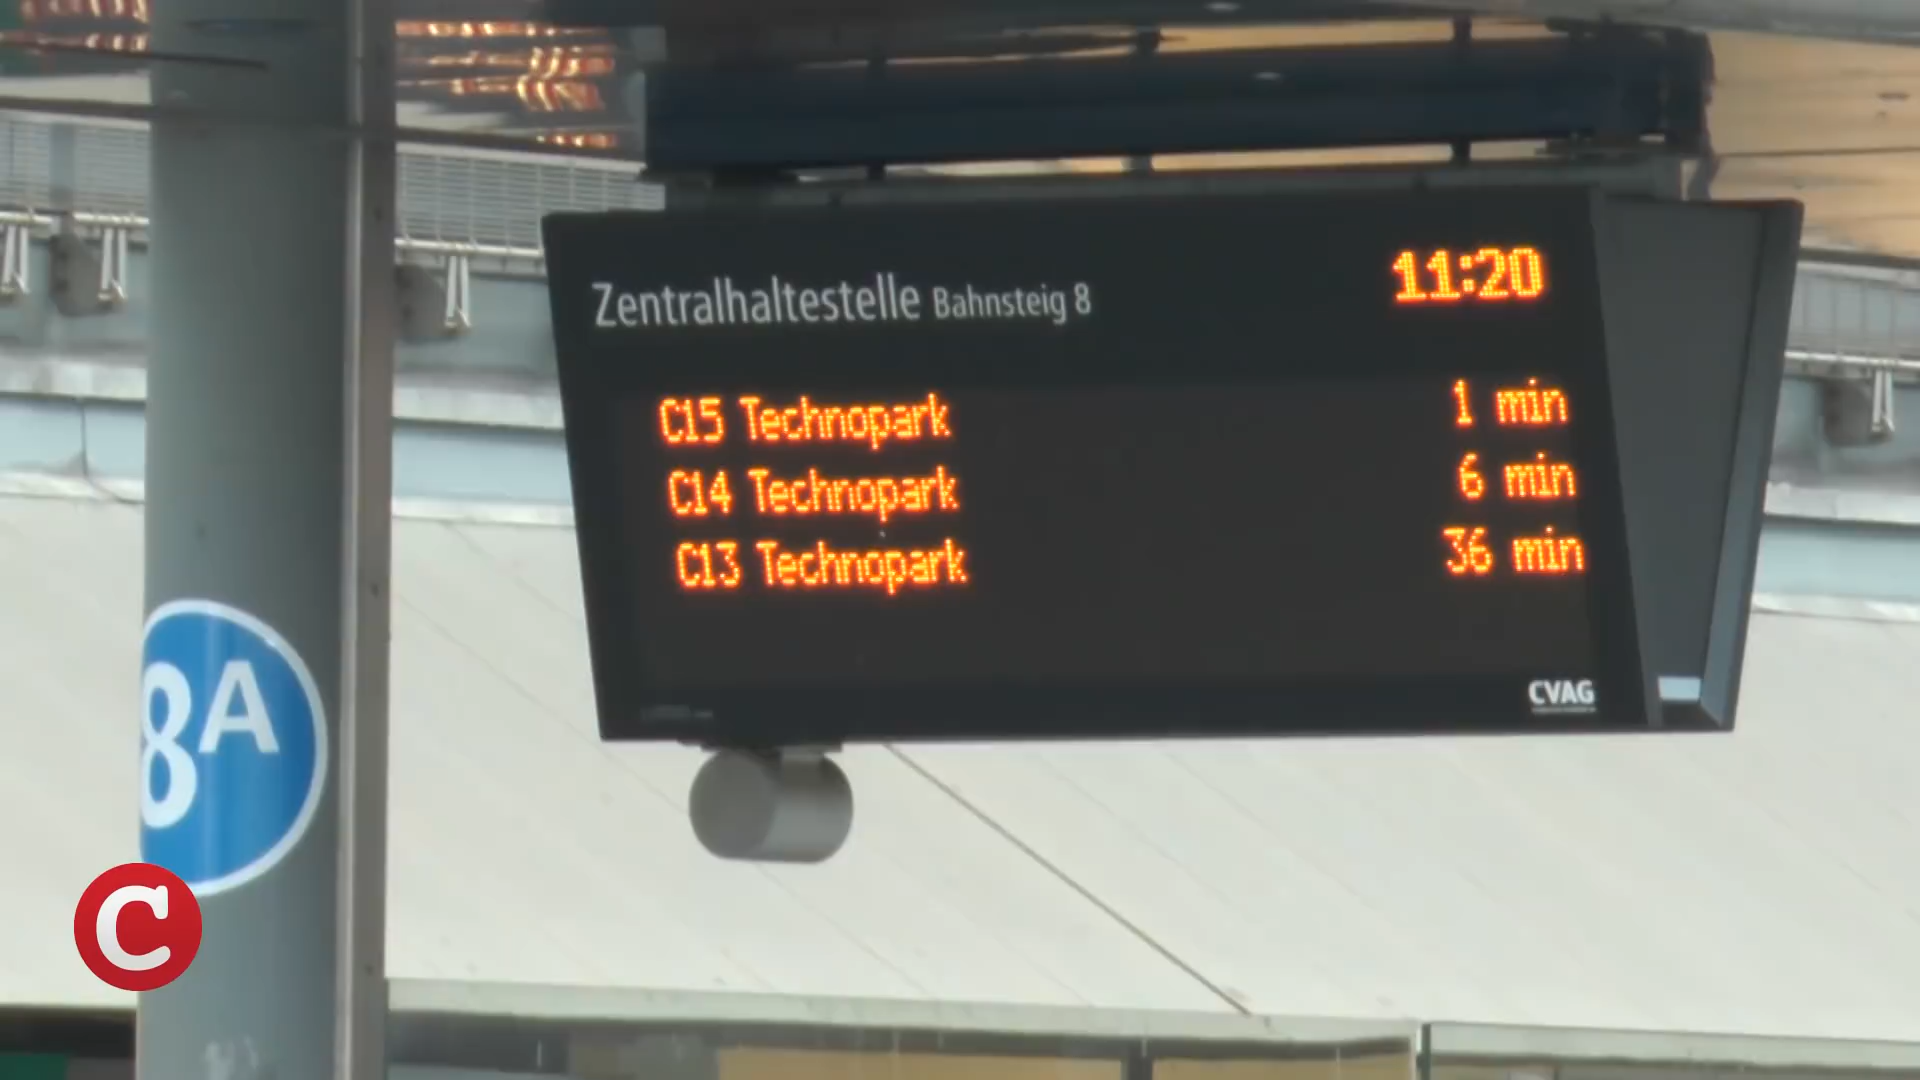 Zentralhaltestelle Bahnsteig 8 11:20
C15 Technopark 1 min
C14 Technopark 6 min
C13 Technopark 36 min
CVAG
8A
C